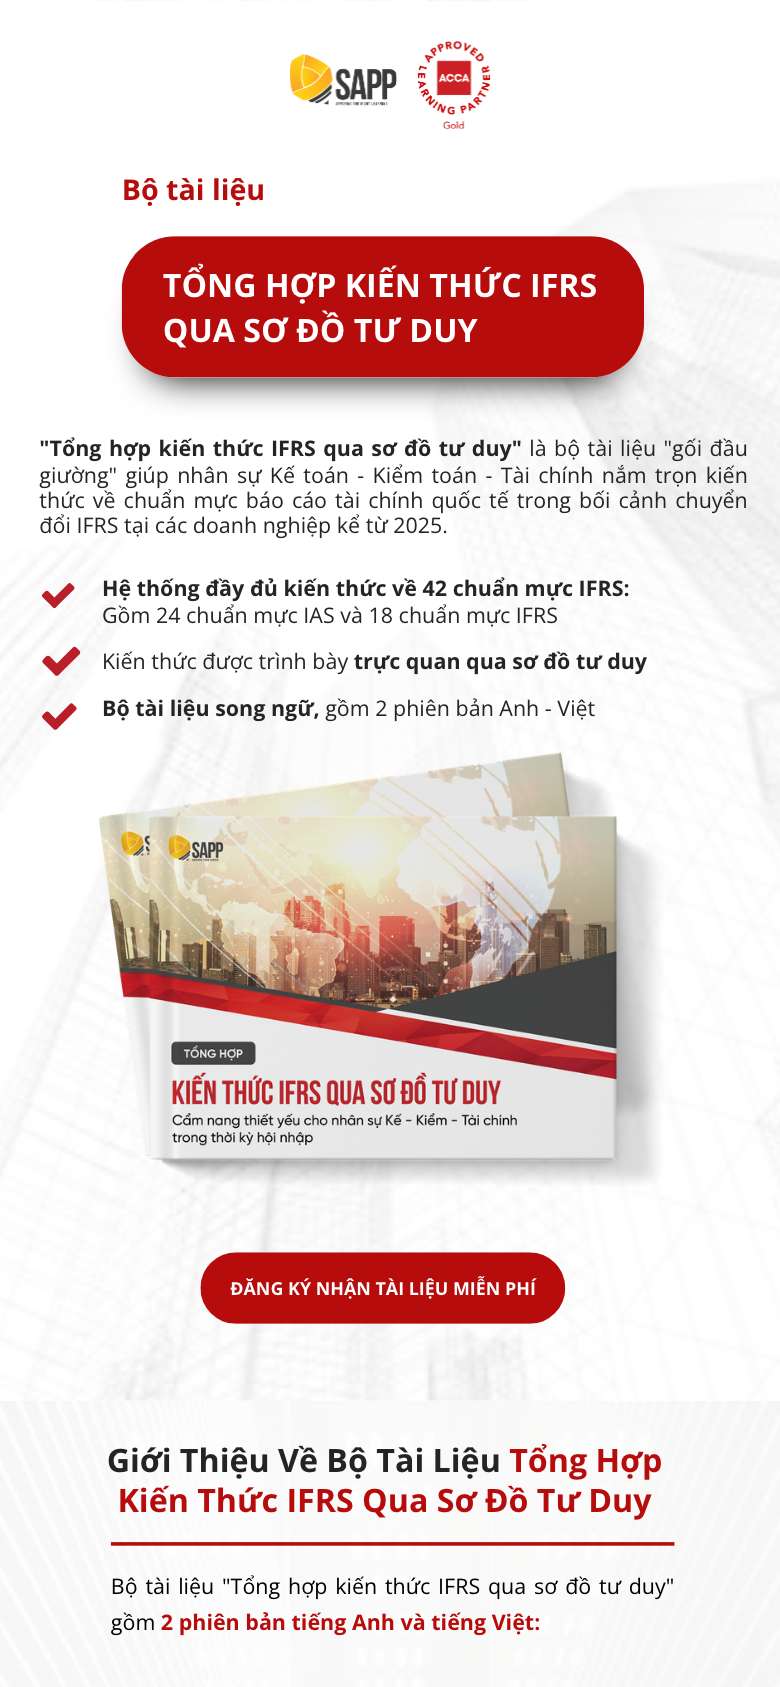 SAPP
APPROVED
ACCA
LEARNING PARTNER
Gold
Bộ tài liệu
TỔNG HỢP KIẾN THỨC IFRS
QUA SƠ ĐỒ TƯ DUY
"Tổng hợp kiến thức IFRS qua sơ đồ tư duy" là bộ tài liệu "gối đầu
giường" giúp nhân sự Kế toán - Kiểm toán - Tài chính nắm trọn kiến
thức về chuẩn mực báo cáo tài chính quốc tế trong bối cảnh chuyển
đổi IFRS tại các doanh nghiệp kể từ 2025.
Hệ thống đầy đủ kiến thức về 42 chuẩn mực IFRS:
Gồm 24 chuẩn mực IAS và 18 chuẩn mực IFRS
Kiến thức được trình bày trực quan qua sơ đồ tư duy
Bộ tài liệu song ngữ, gồm 2 phiên bản Anh - Việt
SAPP
TỔNG HỢP
KIẾN THỨC IFRS QUA SƠ ĐỒ TƯ DUY
Cẩm nang thiết yếu cho nhân sự Kế - Kiểm - Tài chính
trong thời kỳ hội nhập
ĐĂNG KÝ NHẬN TÀI LIỆU MIỄN PHÍ
Giới Thiệu Về Bộ Tài Liệu Tổng Hợp
Kiến Thức IFRS Qua Sơ Đồ Tư Duy
Bộ tài liệu "Tổng hợp kiến thức IFRS qua sơ đồ tư duy"
gồm 2 phiên bản tiếng Anh và tiếng Việt: